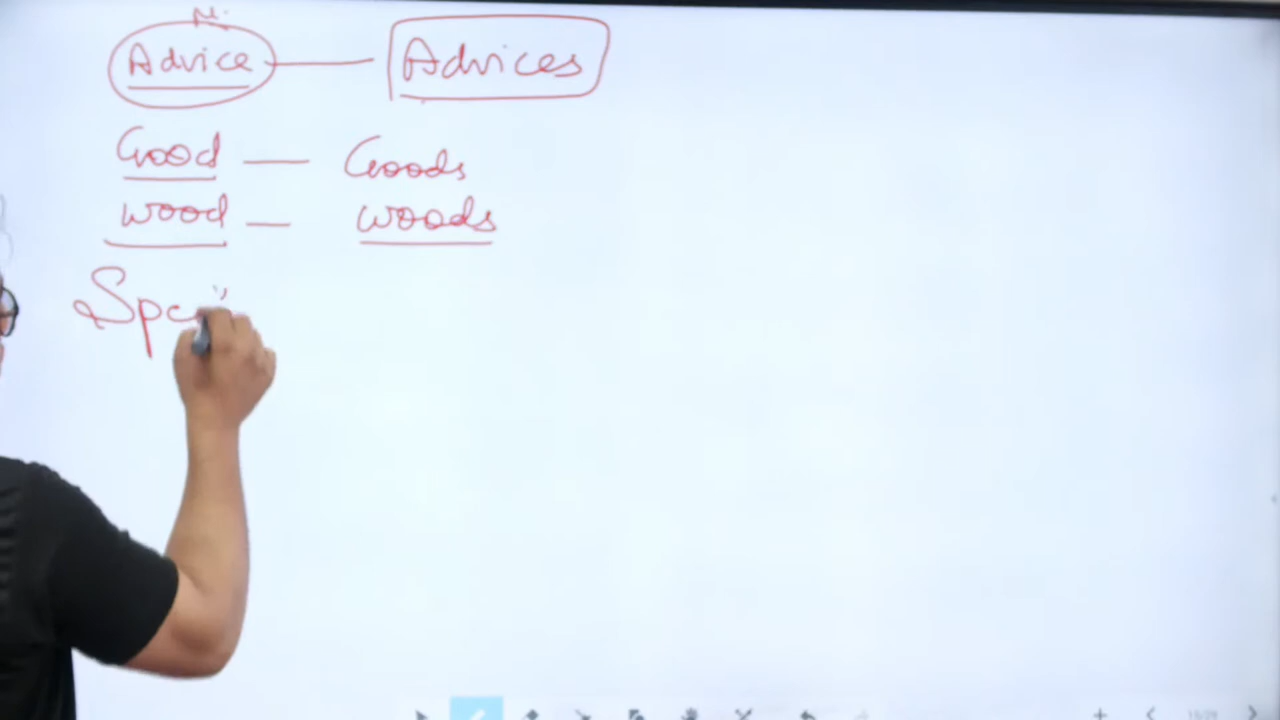 N.
Advice — Advices
Good — Goods
wood — woods